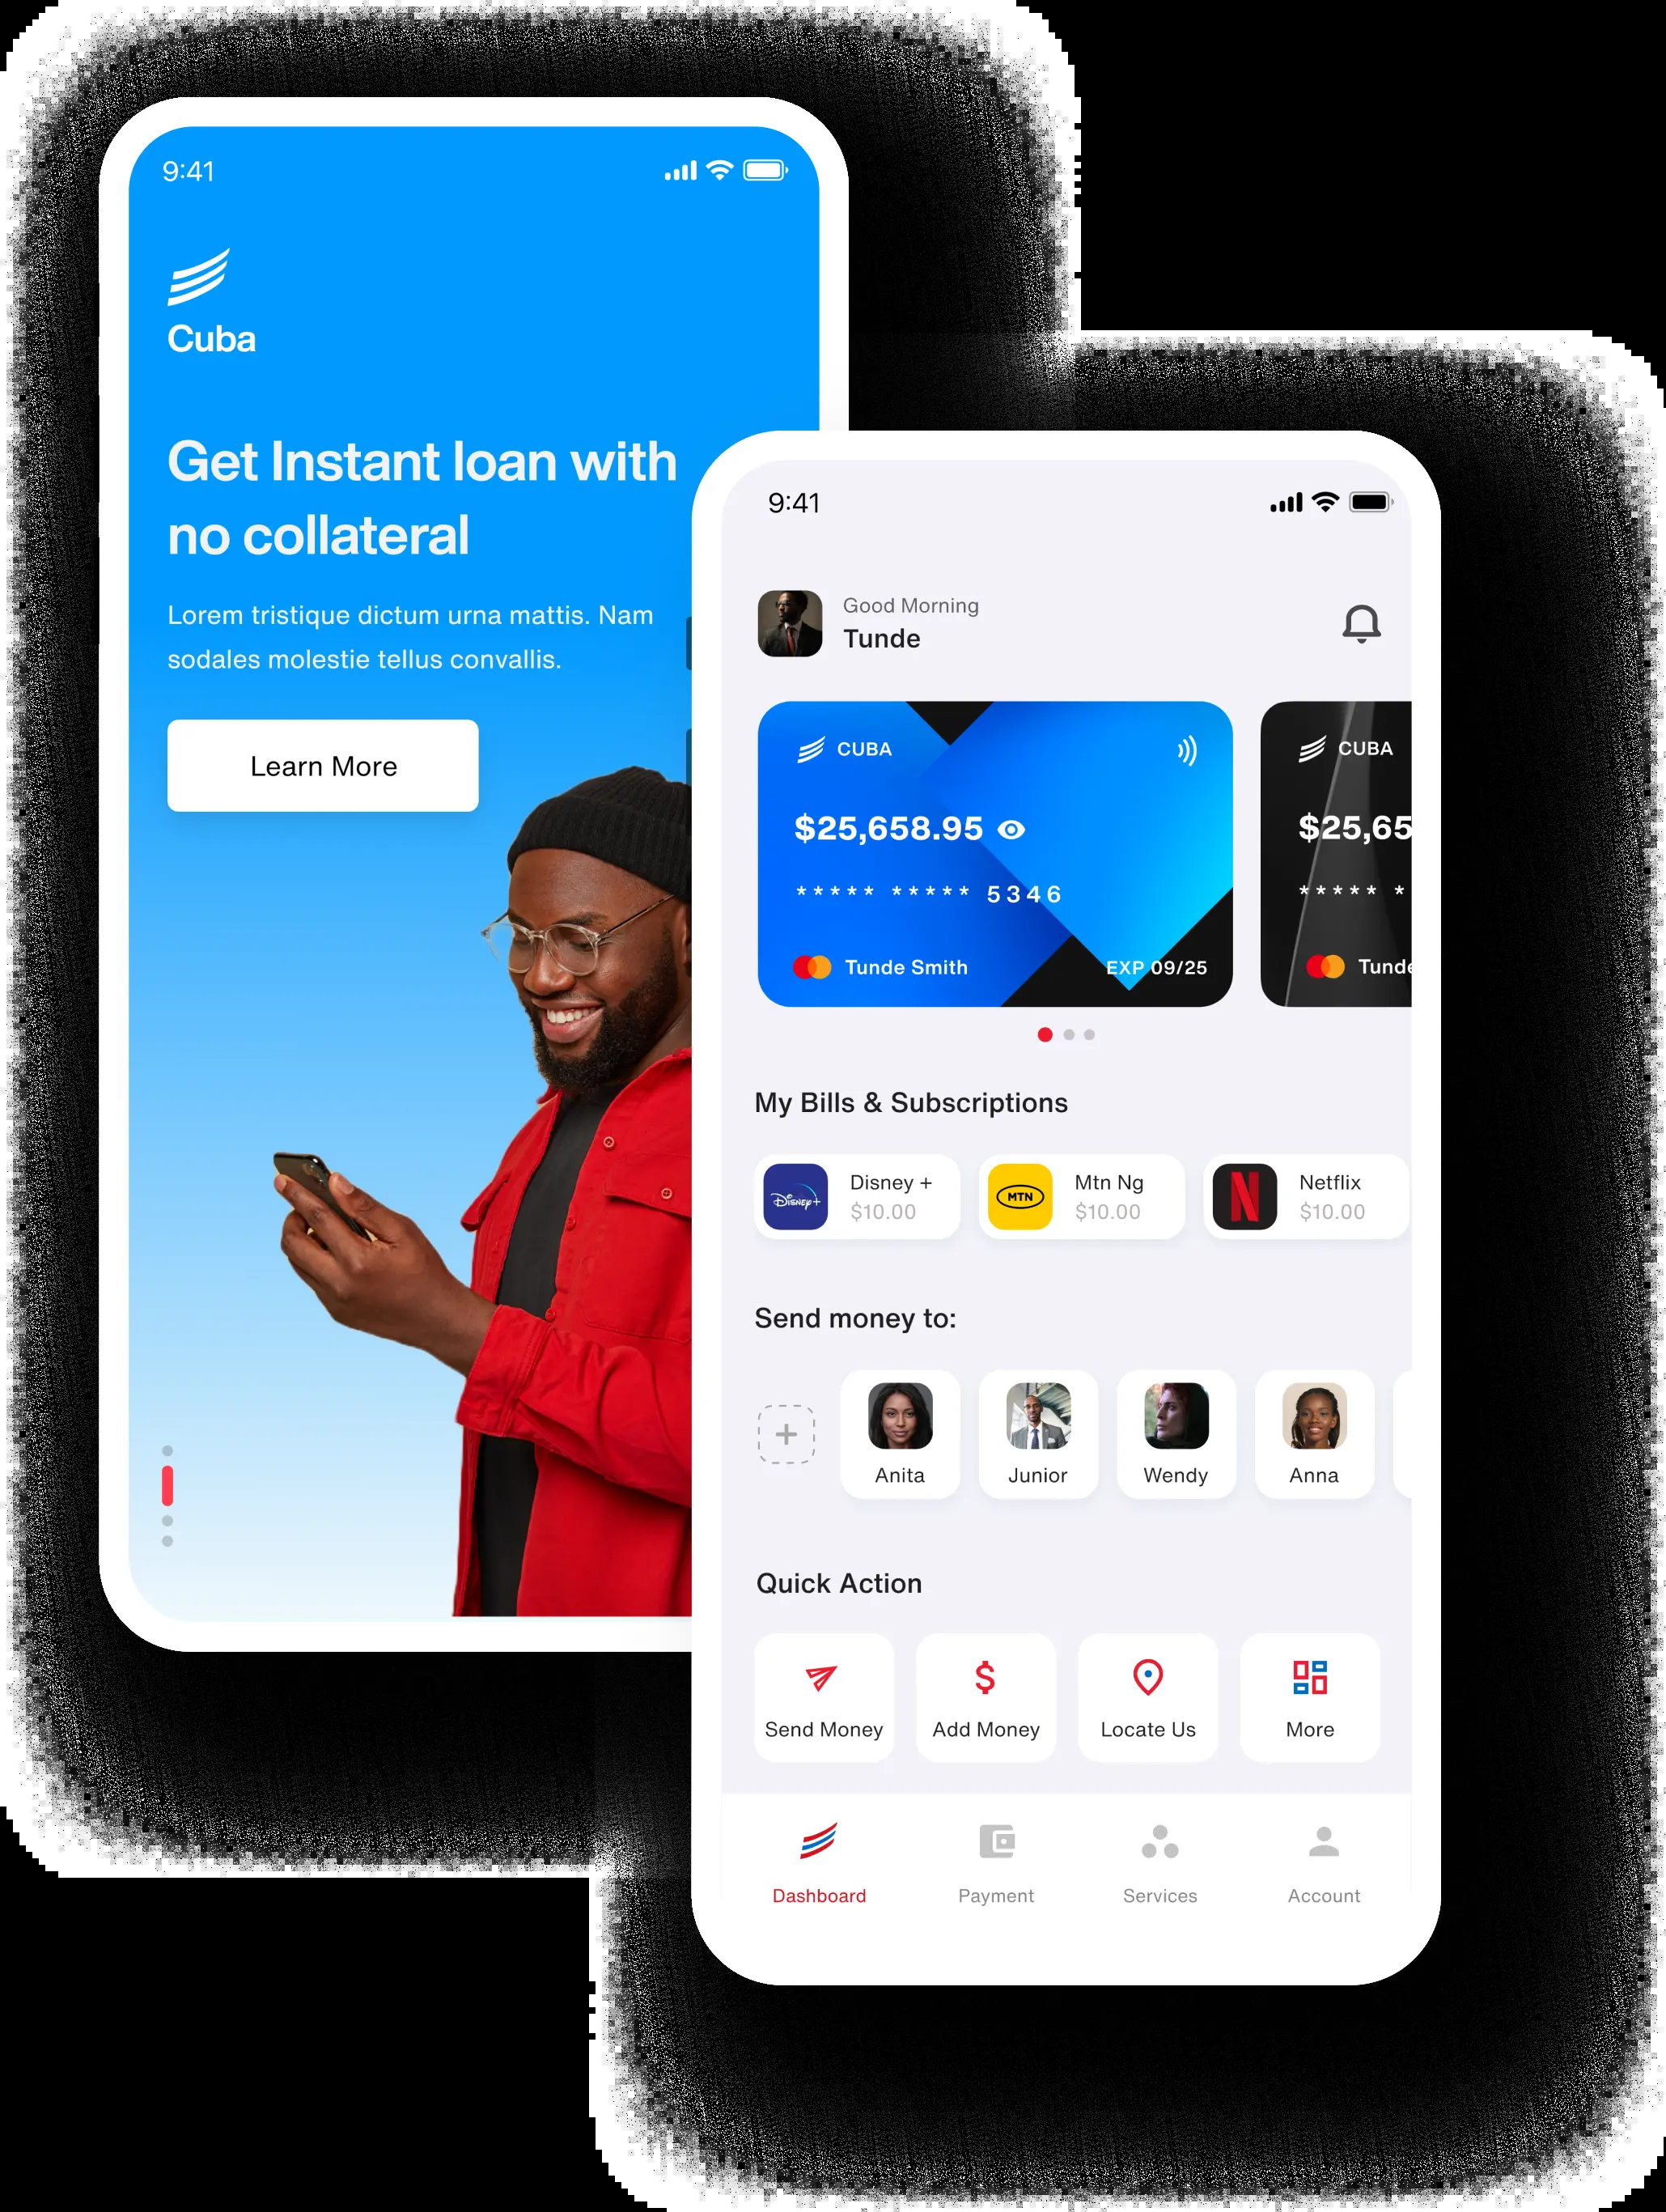 9:41
Cuba
Get Instant loan with
no collateral
Lorem tristique dictum urna mattis. Nam
sodales molestie tellus convallis.
Learn More
9:41
Good Morning
Tunde
CUBA
$25,658.95
***** ***** 5346
Tunde Smith
EXP 09/25
CUBA
$25,65
***** *
Tunde
My Bills & Subscriptions
Disney+
Disney +
$10.00
MTN
Mtn Ng
$10.00
N
Netflix
$10.00
Send money to:
+
Anita
Junior
Wendy
Anna
Quick Action
$
Send Money
Add Money
Locate Us
More
Dashboard
Payment
Services
Account